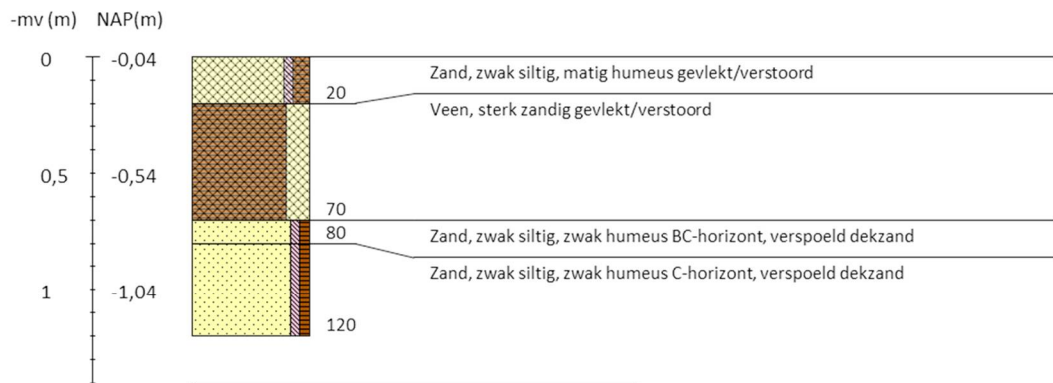 -mv (m) NAP(m)
0 -0,04
Zand, zwak siltig, matig humeus gevlekt/verstoord
20
Veen, sterk zandig gevlekt/verstoord
0,5 -0,54
70
80
Zand, zwak siltig, zwak humeus BC-horizont, verspoeld dekzand
Zand, zwak siltig, zwak humeus C-horizont, verspoeld dekzand
1 -1,04
120